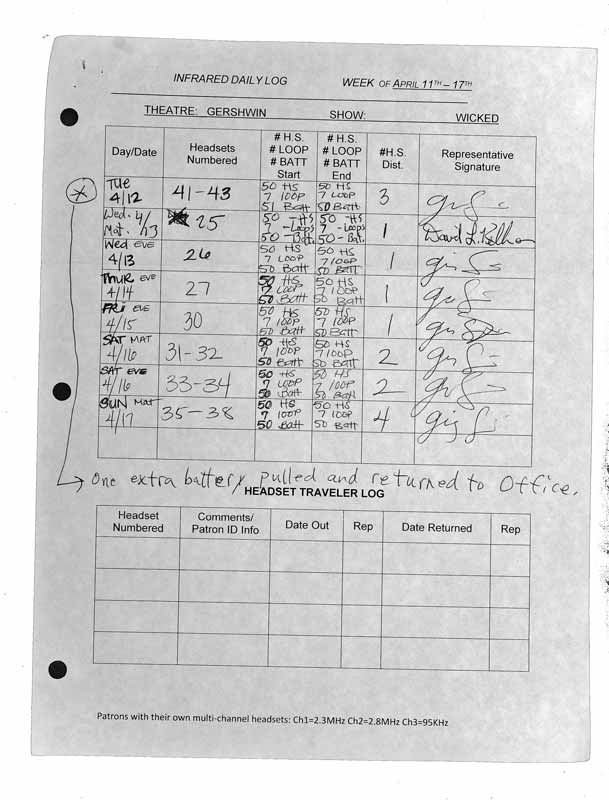 INFRARED DAILY LOG WEEK OF APRIL 11TH – 17TH
THEATRE: GERSHWIN SHOW: WICKED
Day/Date Headsets Numbered # H.S. # LOOP # BATT Start # H.S. # LOOP # BATT End #H.S. Dist. Representative Signature
Tue 4/12 41-43 50 HS 7 LOOP 51 Batt 50 HS 7 LOOP 50 Batt 3
Wed. 4/13 Mat. 25 50 -HS 7 -Loops 50 -Bat. 50 -HS 7 -Loops 50 -Bat. 1 David L.
Wed EVE 4/13 26 50 HS 7 LOOP 50 Batt 50 HS 7 LOOP 50 Batt 1
THUR EVE 4/14 27 50 HS 7 LOOP 50 Batt 50 HS 7 LOOP 50 Batt 1
FRI EVE 4/15 30 50 HS 7 LOOP 50 Batt 50 HS 7 LOOP 50 Batt 1
SAT MAT 4/16 31-32 50 HS 7 LOOP 50 Batt 50 HS 7 LOOP 50 Batt 2
SAT EVE 4/16 33-34 50 HS 7 LOOP 50 Batt 50 HS 7 LOOP 50 Batt 2
SUN Mat 4/17 35-38 50 HS 7 LOOP 50 Batt 50 HS 7 LOOP 50 Batt 4
One extra battery pulled and returned to Office.
HEADSET TRAVELER LOG
Headset Numbered Comments/ Patron ID Info Date Out Rep Date Returned Rep
Patrons with their own multi-channel headsets: Ch1=2.3MHz Ch2=2.8MHz Ch3=95KHz